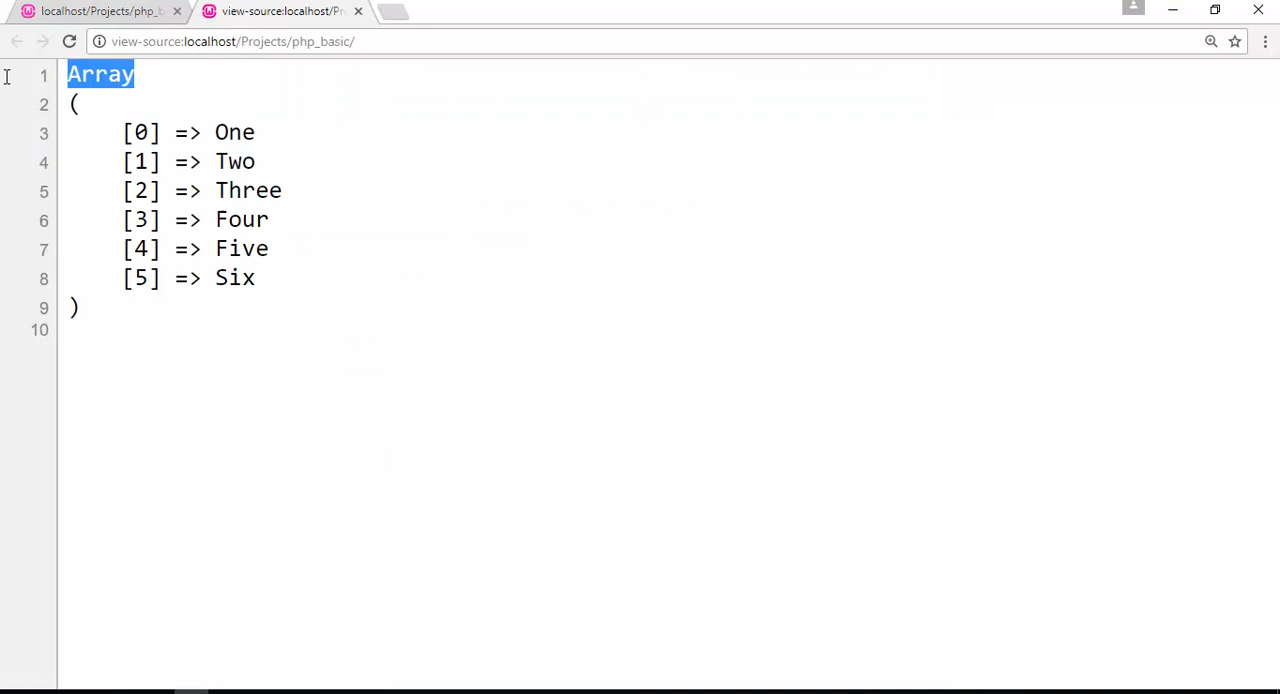 localhost/Projects/php_b
view-source:localhost/Pr
view-source:localhost/Projects/php_basic/
1 Array
2 (
3 [0] => One
4 [1] => Two
5 [2] => Three
6 [3] => Four
7 [4] => Five
8 [5] => Six
9 )
10